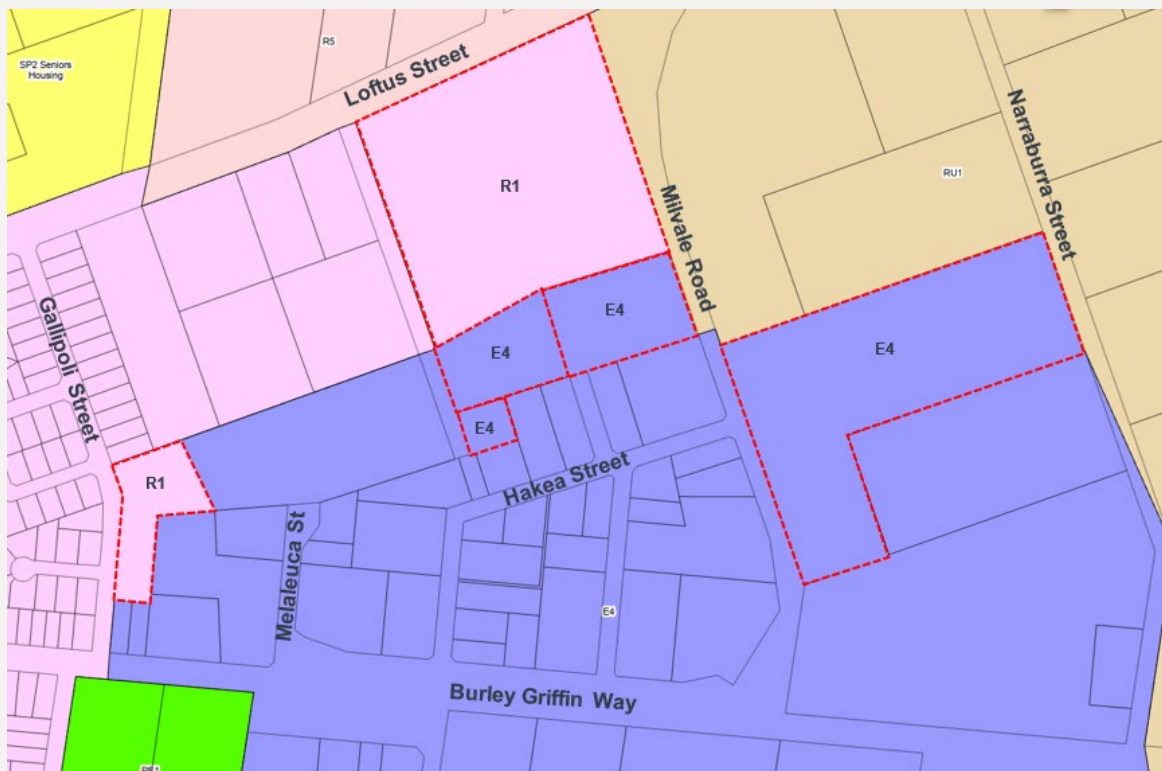 R5
SP2 Seniors
Housing
Loftus Street
Narraburra Street
RU1
R1
Milvale Road
E4
E4
E4
Gallipoli Street
E4
R1
Hakea Street
Melaleuca St
E4
Burley Griffin Way